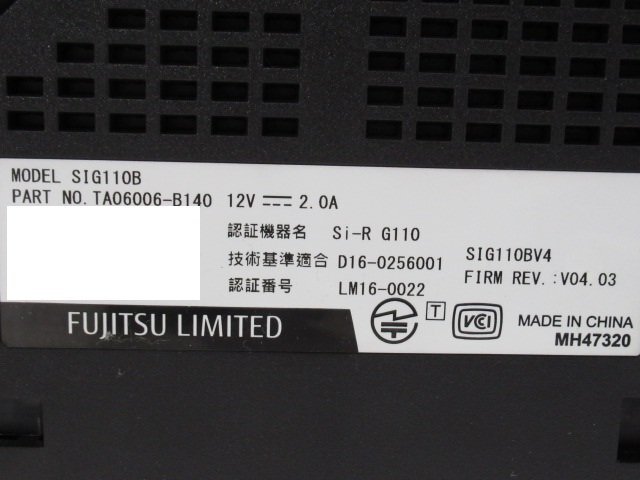 MODEL SIG110B
PART NO.TA06006-B140 12V ⎓ 2.0A
認証機器名 Si-R G110
技術基準適合 D16-0256001
認証番号 LM16-0022
SIG110BV4
FIRM REV.:V04.03
FUJITSU LIMITED
T
VCI
MADE IN CHINA
MH47320